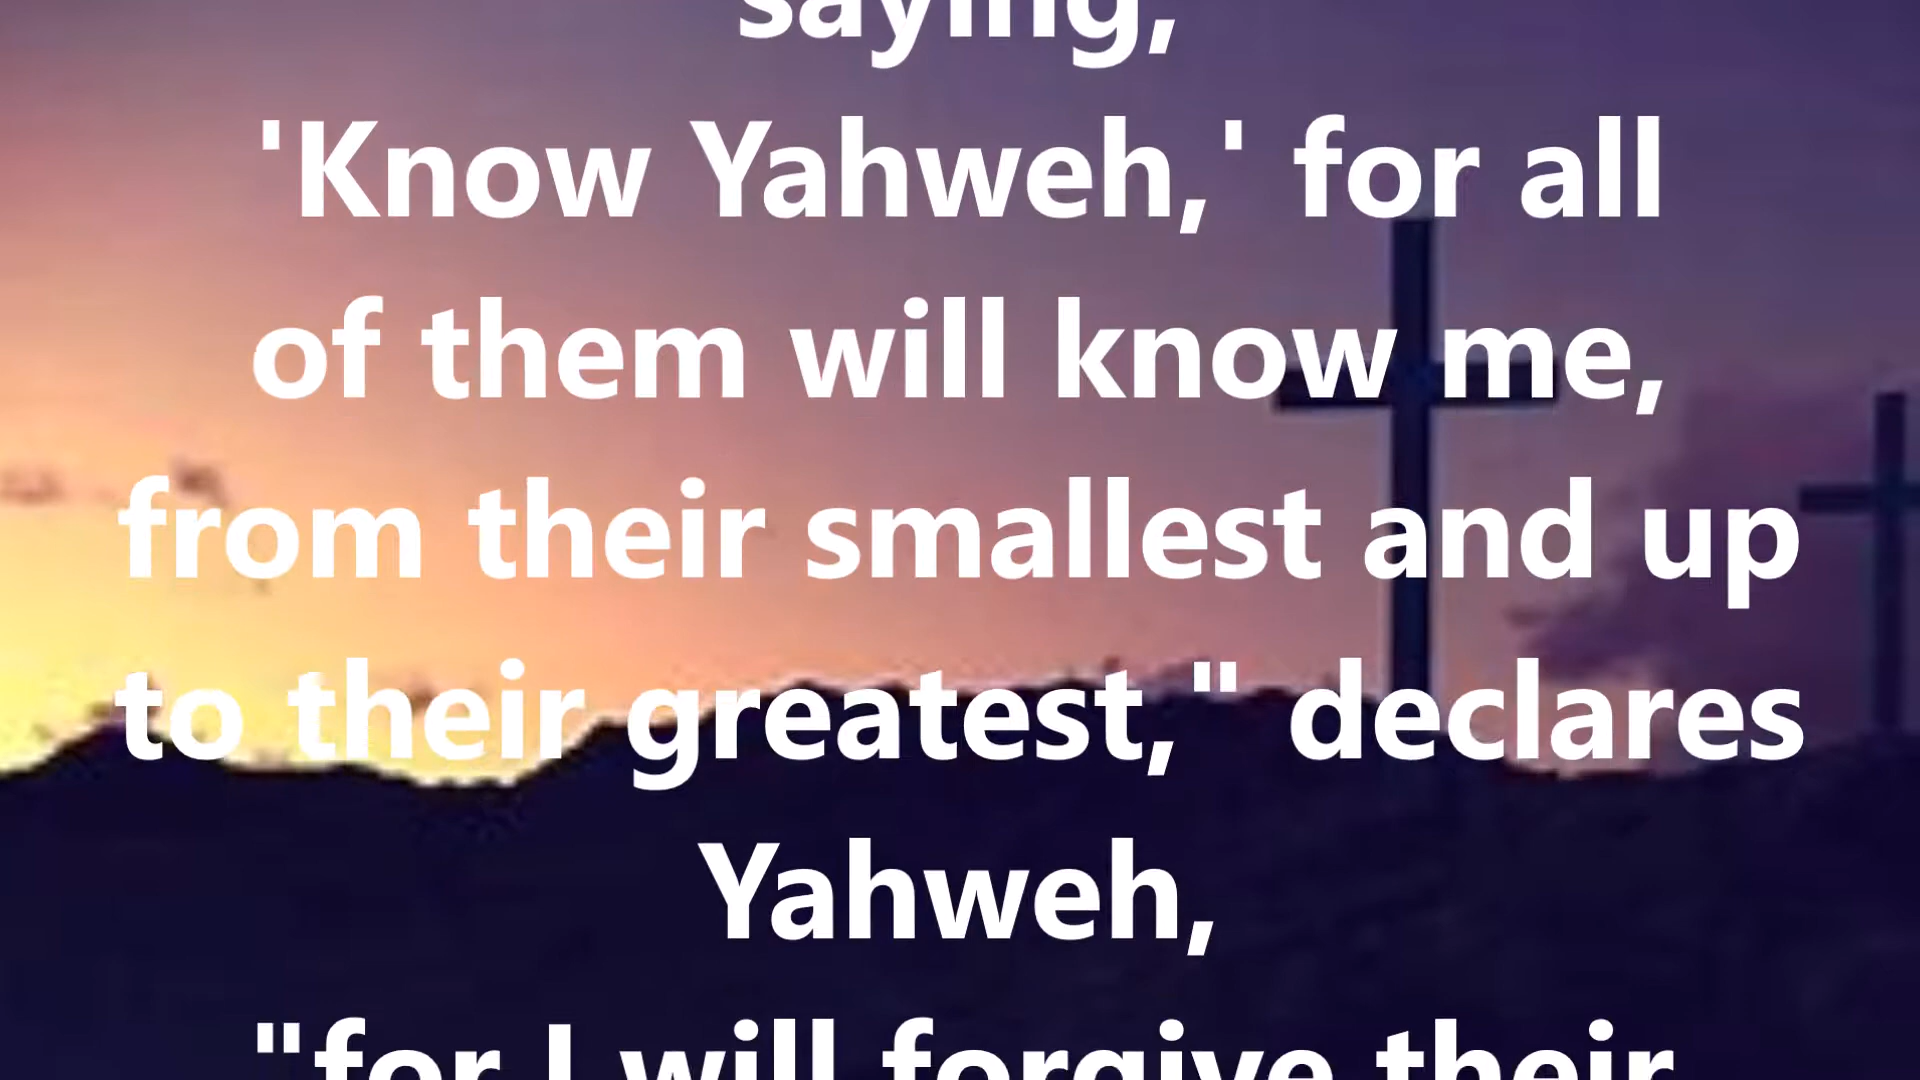 saying,
'Know Yahweh,' for all
of them will know me,
from their smallest and up
to their greatest," declares
Yahweh,
"for I will forgive their